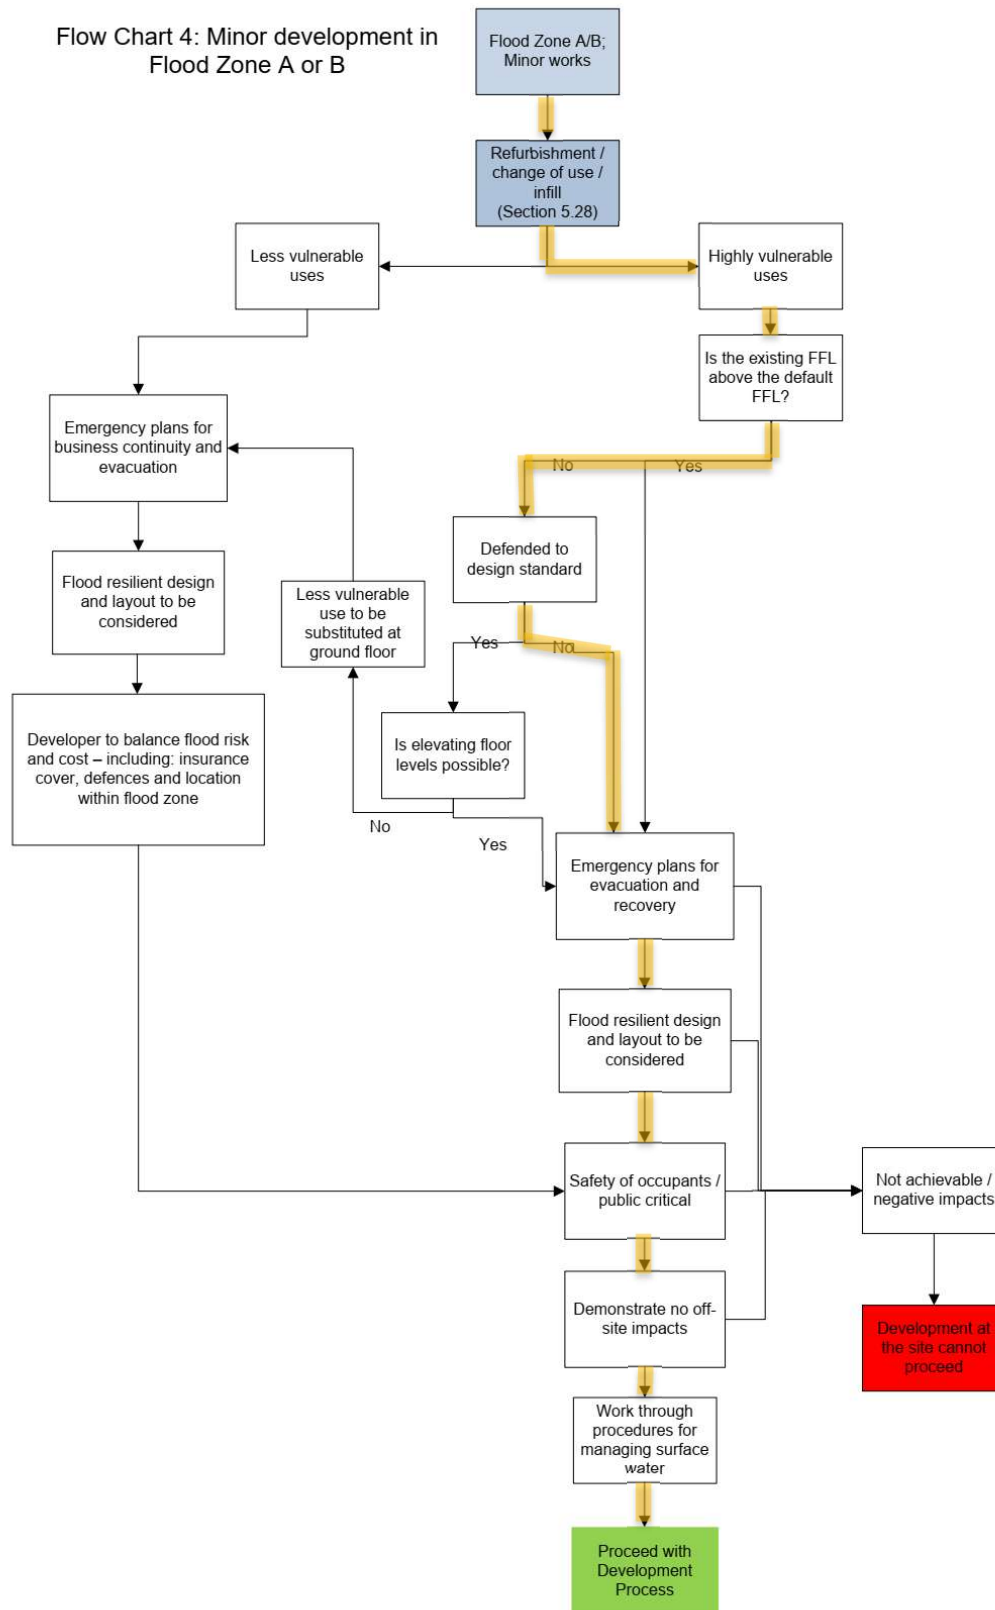 Flow Chart 4: Minor development in
Flood Zone A or B
Flood Zone A/B;
Minor works
Refurbishment /
change of use /
infill
(Section 5.28)
Less vulnerable
uses
Highly vulnerable
uses
Is the existing FFL
above the default
FFL?
Emergency plans for
business continuity and
evacuation
No
Yes
Defended to
design standard
Flood resilient design
and layout to be
considered
Less vulnerable
use to be
substituted at
ground floor
Yes
No
Developer to balance flood risk
and cost – including: insurance
cover, defences and location
within flood zone
Is elevating floor
levels possible?
No
Yes
Emergency plans for
evacuation and
recovery
Flood resilient design
and layout to be
considered
Safety of occupants /
public critical
Not achievable /
negative impacts
Demonstrate no off-
site impacts
Development at
the site cannot
proceed
Work through
procedures for
managing surface
water
Proceed with
Development
Process